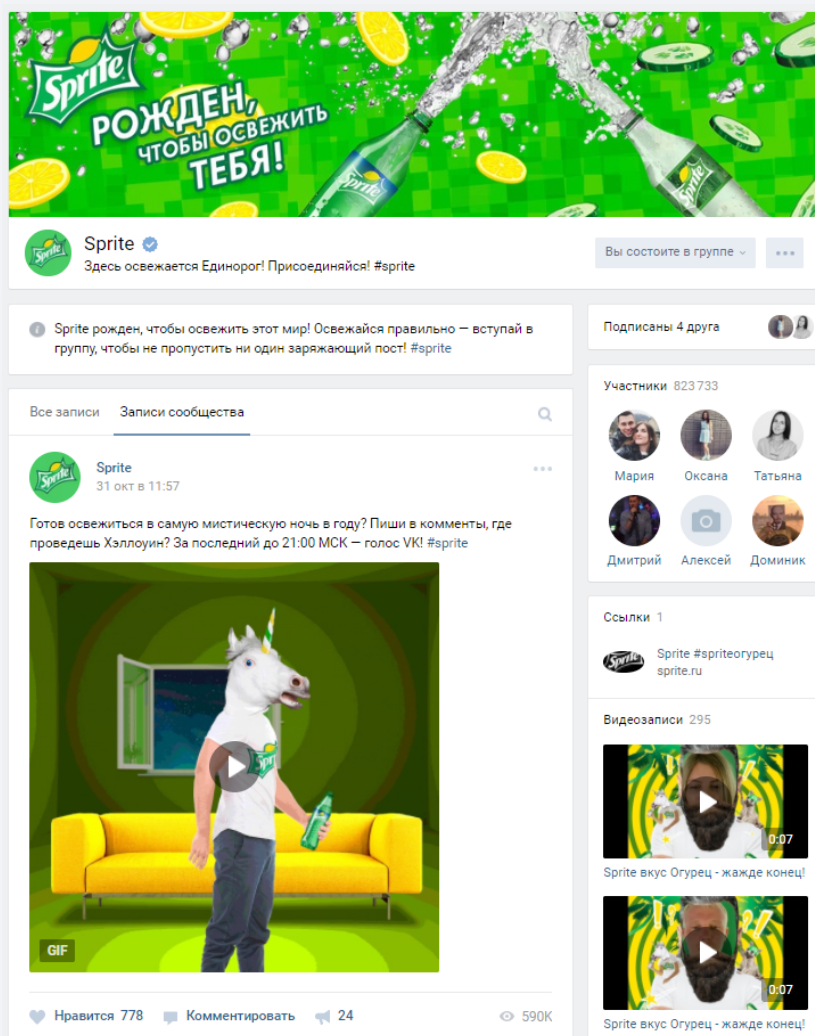 Sprite
РОЖДЕН,
ЧТОБЫ ОСВЕЖИТЬ
ТЕБЯ!
Sprite
Sprite
Sprite
Sprite
Здесь освежается Единорог! Присоединяйся! #sprite
Вы состоите в группе
Sprite рожден, чтобы освежить этот мир! Освежайся правильно — вступай в
группу, чтобы не пропустить ни один заряжающий пост! #sprite
Подписаны 4 друга
Все записи Записи сообщества
Sprite
Sprite
31 окт в 11:57
Готов освежиться в самую мистическую ночь в году? Пиши в комменты, где
проведешь Хэллоуин? За последний до 21:00 МСК — голос VK! #sprite
GIF
Нравится 778 Комментировать 24 590K
Участники 823 733
Мария Оксана Татьяна
Дмитрий Алексей Доминик
Ссылки 1
Sprite
Sprite #spriteогурец
sprite.ru
Видеозаписи 295
0:07
Sprite вкус Огурец - жажде конец!
0:07
Sprite вкус Огурец - жажде конец!